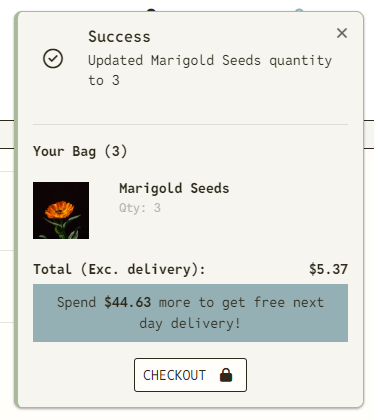 Success
Updated Marigold Seeds quantity
to 3
Your Bag (3)
Marigold Seeds
Qty: 3
Total (Exc. delivery): $5.37
Spend $44.63 more to get free next
day delivery!
CHECKOUT